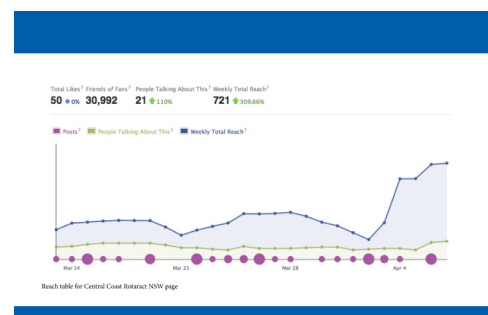 Total Likes? Friends of Fans? People Talking About This? Weekly Total Reach?
50 0% 30,992 21 110% 721 309.66%
Posts? People Talking About This? Weekly Total Reach?
Mar 14 Mar 21 Mar 28 Apr 4
Reach table for Central Coast Rotaract NSW page